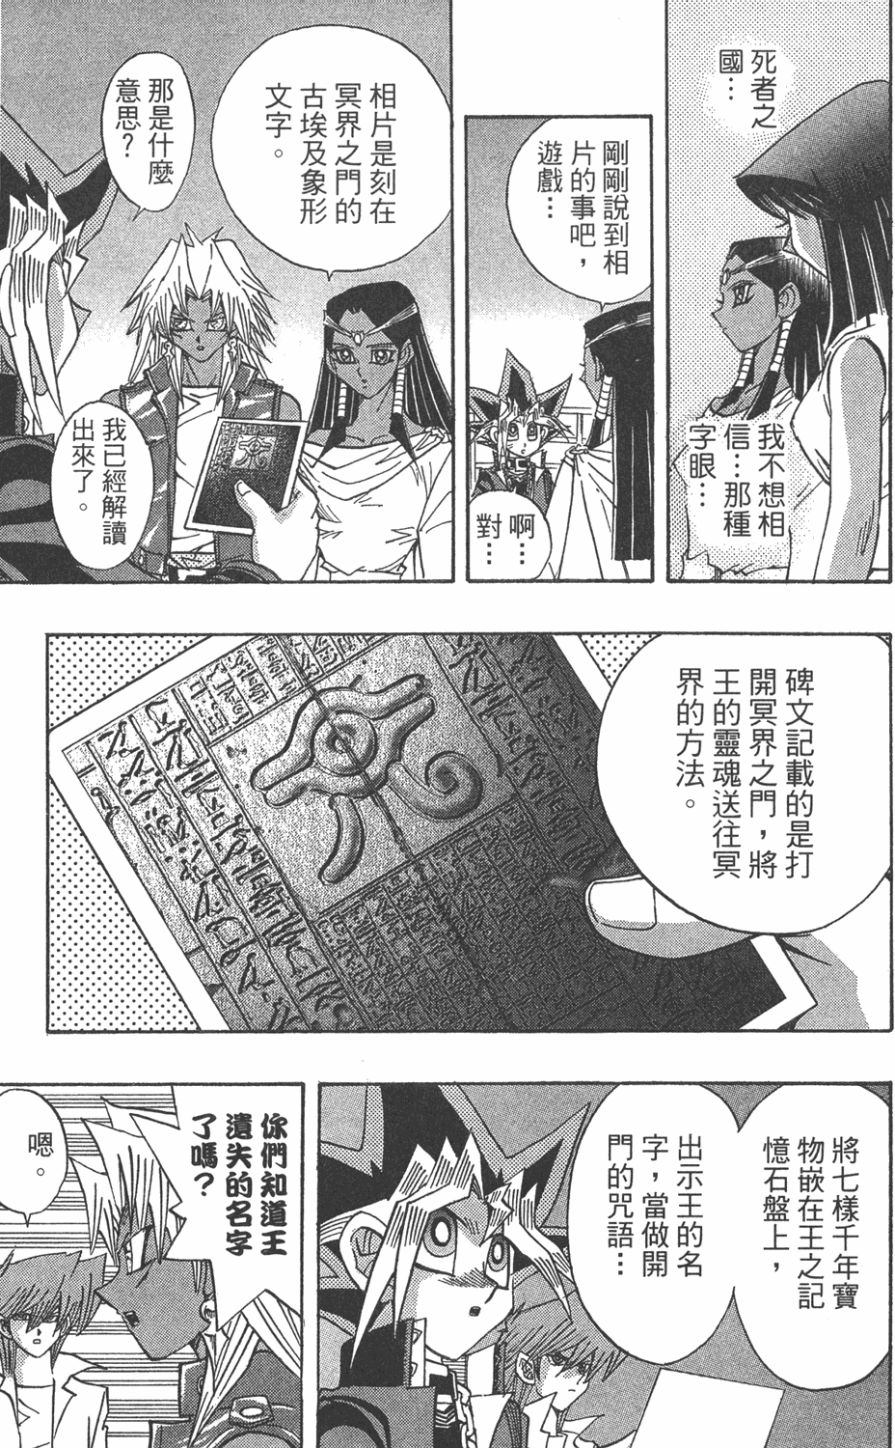 死者之
國…
我不想相
信…那種
字眼…
剛剛說到相
片的事吧，
遊戲…
啊…
對…
相片是刻在
冥界之門的
古埃及象形
文字。
那是什麼
意思？
我已經解讀
出來了。
碑文記載的是打
開冥界之門，將
王的靈魂送往冥
界的方法。
將七樣千年寶
物嵌在王之記
憶石盤上，
出示王的名
字，當做開
門的咒語…
你們知道王
遺失的名字
了嗎？
嗯。